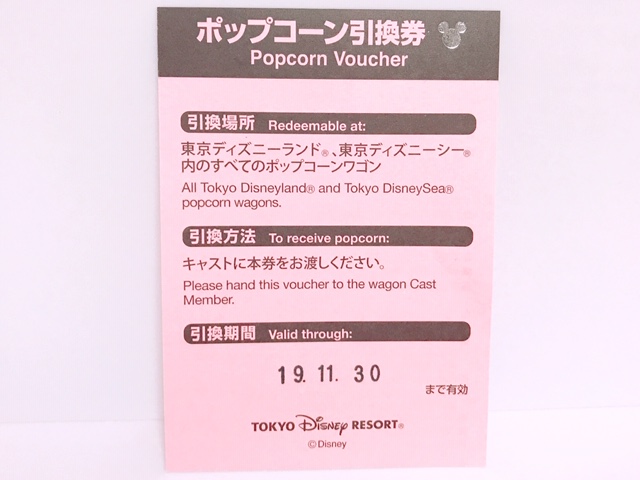 ポップコーン引換券
Popcorn Voucher
引換場所 Redeemable at:
東京ディズニーランド®、東京ディズニーシー®
内のすべてのポップコーンワゴン
All Tokyo Disneyland® and Tokyo DisneySea®
popcorn wagons.
引換方法 To receive popcorn:
キャストに本券をお渡しください。
Please hand this voucher to the wagon Cast
Member.
引換期間 Valid through:
19.11.30
まで有効
TOKYO Disney RESORT®
©Disney